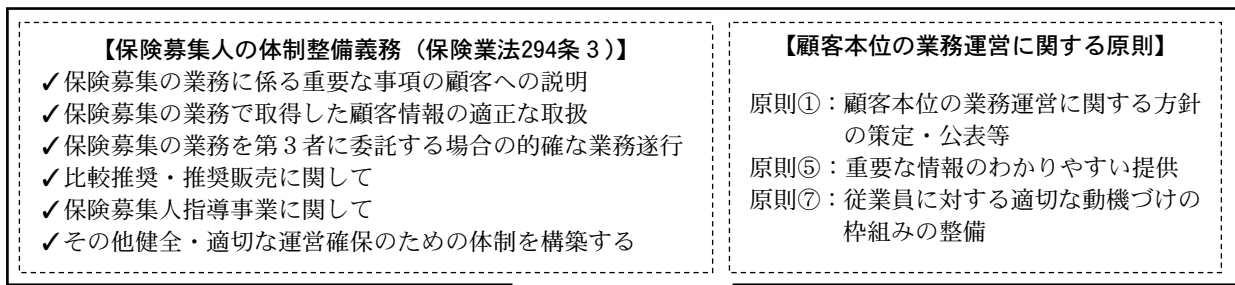 【保険募集人の体制整備義務（保険業法294条３）】
✓保険募集の業務に係る重要な事項の顧客への説明
✓保険募集の業務で取得した顧客情報の適正な取扱
✓保険募集の業務を第３者に委託する場合の的確な業務遂行
✓比較推奨・推奨販売に関して
✓保険募集人指導事業に関して
✓その他健全・適切な運営確保のための体制を構築する
【顧客本位の業務運営に関する原則】
原則①：顧客本位の業務運営に関する方針
の策定・公表等
原則⑤：重要な情報のわかりやすい提供
原則⑦：従業員に対する適切な動機づけの
枠組みの整備